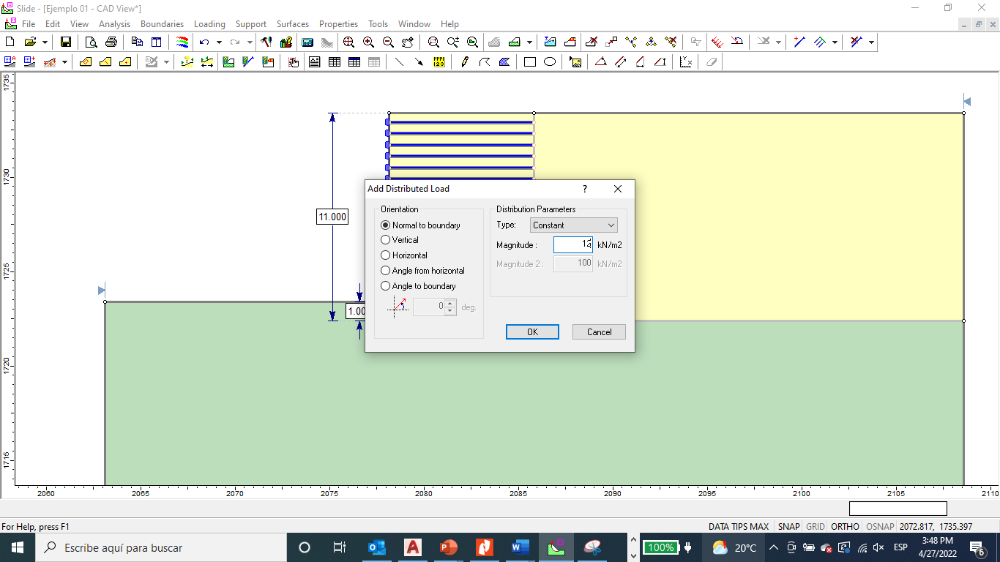 Slide - [Ejemplo 01 - CAD View*]
File Edit View Analysis Boundaries Loading Support Surfaces Properties Tools Window Help
1735
1730
1725
1720
1715
11.000
1.00
Add Distributed Load ?
Orientation
Normal to boundary
Vertical
Horizontal
Angle from horizontal
Angle to boundary
0 deg.
Distribution Parameters
Type: Constant
Magnitude : kN/m2
Magnitude 2 : 100 kN/m2
OK Cancel
2060 2065 2070 2075 2080 2085 2090 2095 2100 2105 2110
For Help, press F1
DATA TIPS MAX SNAP GRID ORTHO OSNAP 2072.817, 1735.397
Escribe aquí para buscar
100%
20°C
ESP
3:48 PM
4/27/2022
6